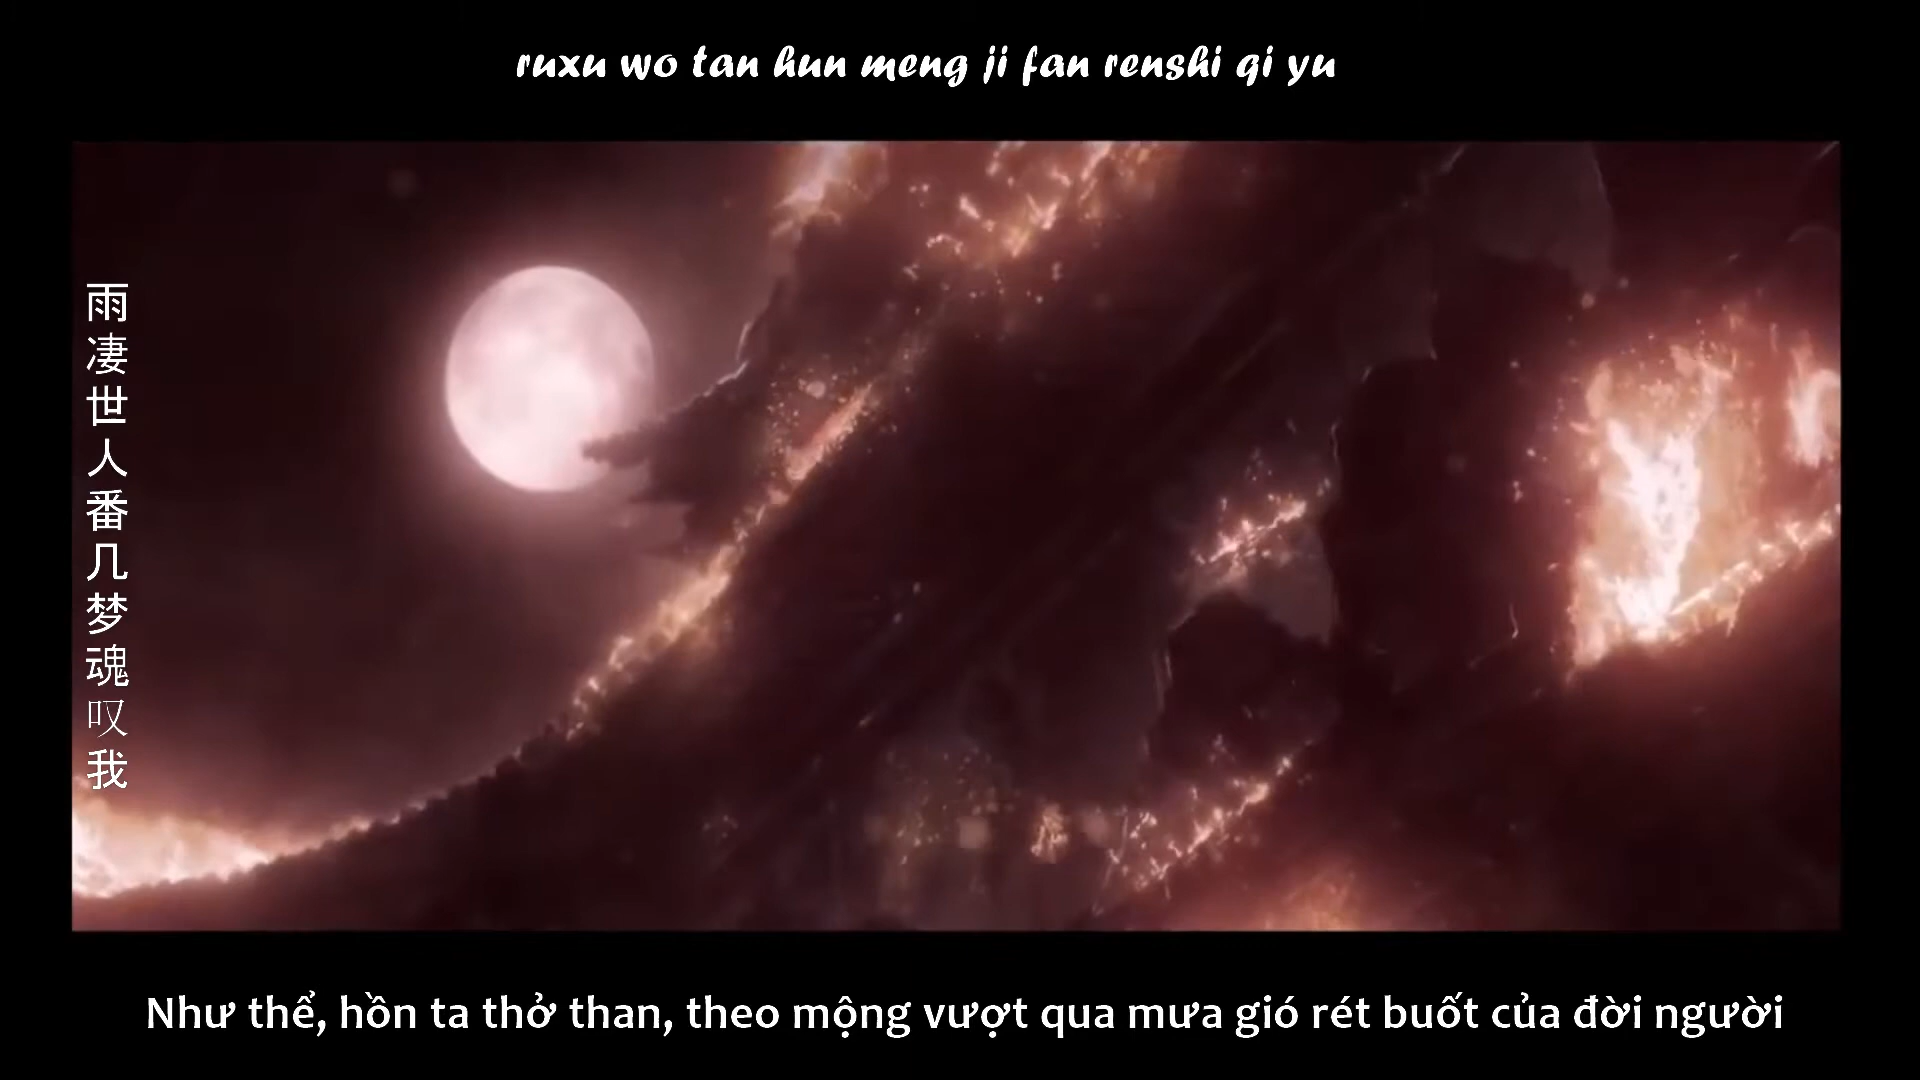 ruxu wo tan hun meng ji fan renshi qi yu
雨凄世人番几梦魂叹我
Như thể, hồn ta thở than, theo mộng vượt qua mưa gió rét buốt của đời người